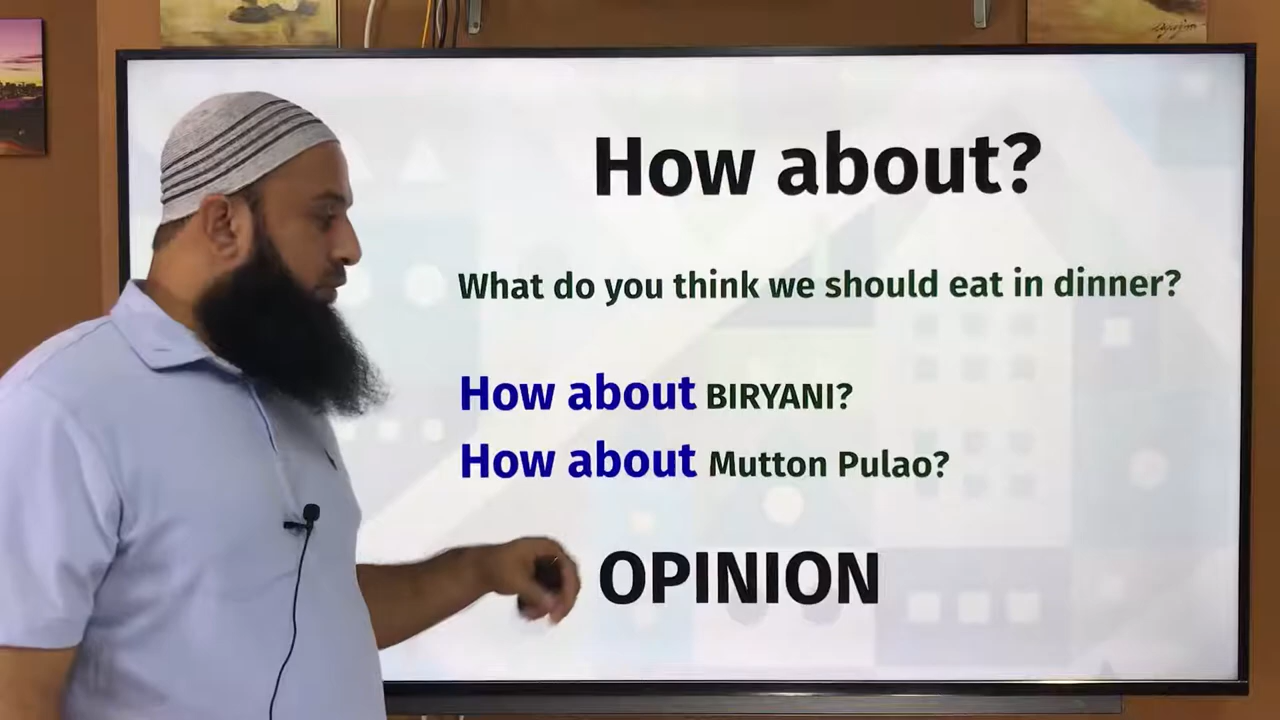 How about?
What do you think we should eat in dinner?
How about BIRYANI?
How about Mutton Pulao?
OPINION